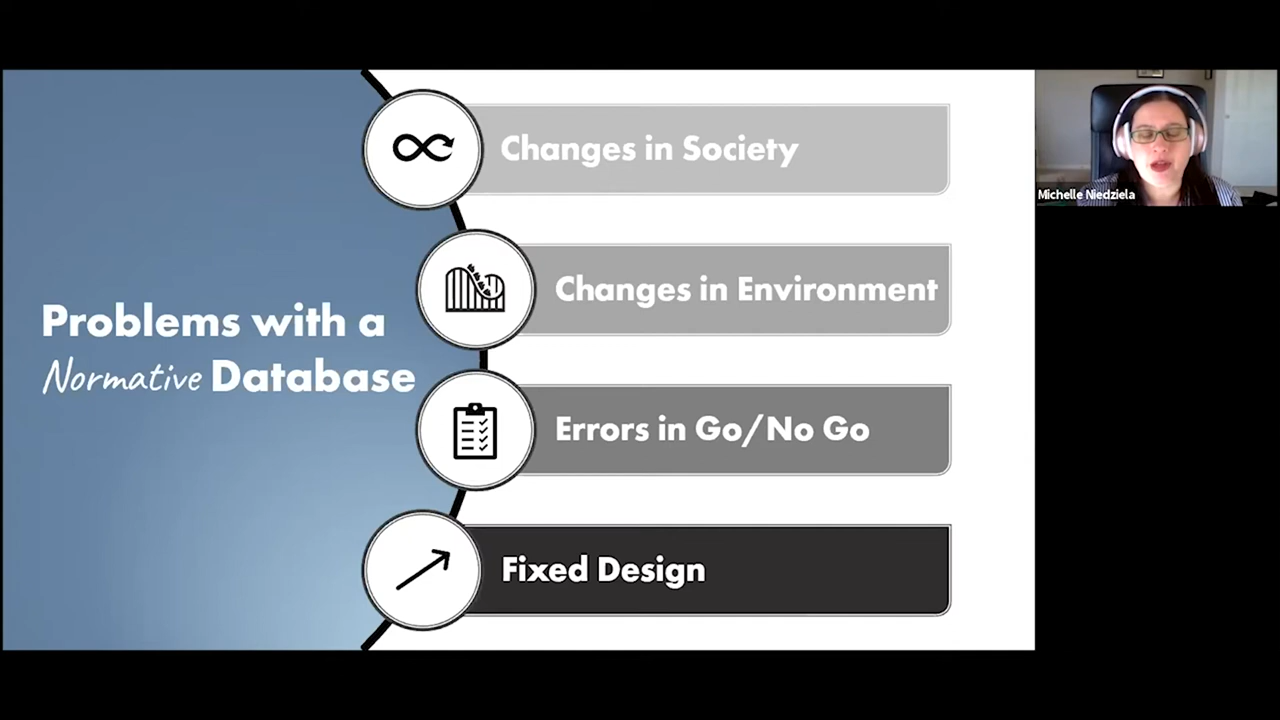 Problems with a
Normative Database
Changes in Society
Changes in Environment
Errors in Go/No Go
Fixed Design
Michelle Niedziela